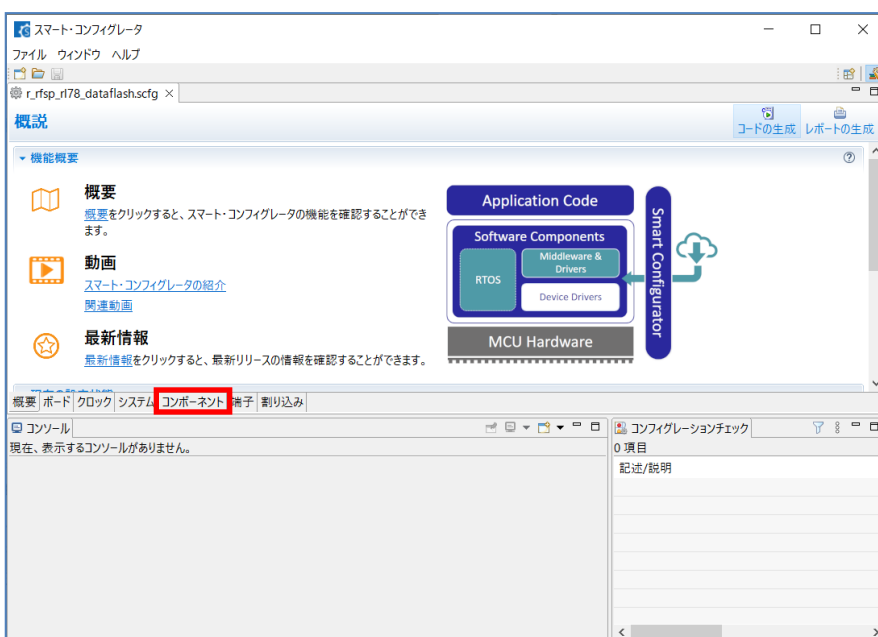 スマート・コンフィグレータ
ファイル ウィンドウ ヘルプ
r_rfsp_rl78_dataflash.scfg
概説
コードの生成 レポートの生成
機能概要
概要
概要をクリックすると、スマート・コンフィグレータの機能を確認することができ
ます。
動画
スマート・コンフィグレータの紹介
関連動画
最新情報
最新情報をクリックすると、最新リリースの情報を確認することができます。
Application Code
Software Components
RTOS
Middleware &
Drivers
Device Drivers
MCU Hardware
Smart Configurator
概要 ボード クロック システム コンポーネント 端子 割り込み
コンソール
現在、表示するコンソールがありません。
コンフィグレーションチェック
0 項目
記述/説明